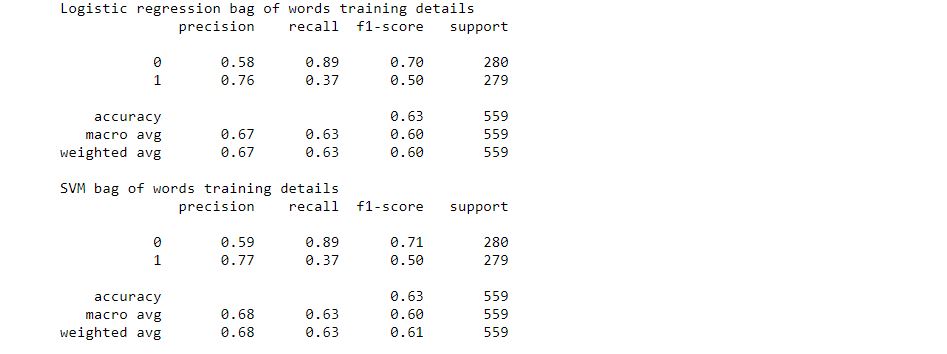 Logistic regression bag of words training details
precision recall f1-score support
0 0.58 0.89 0.70 280
1 0.76 0.37 0.50 279
accuracy 0.63 559
macro avg 0.67 0.63 0.60 559
weighted avg 0.67 0.63 0.60 559
SVM bag of words training details
precision recall f1-score support
0 0.59 0.89 0.71 280
1 0.77 0.37 0.50 279
accuracy 0.63 559
macro avg 0.68 0.63 0.60 559
weighted avg 0.68 0.63 0.61 559